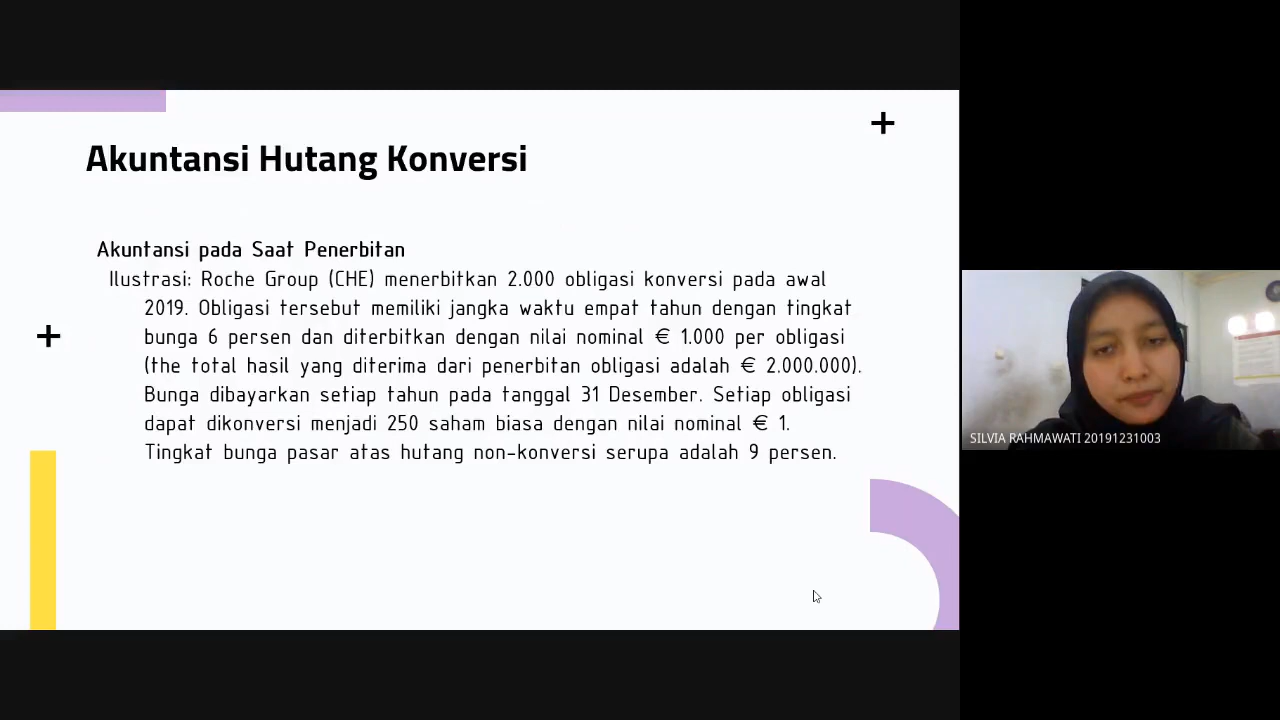 Akuntansi Hutang Konversi
Akuntansi pada Saat Penerbitan
Ilustrasi: Roche Group (CHE) menerbitkan 2.000 obligasi konversi pada awal
2019. Obligasi tersebut memiliki jangka waktu empat tahun dengan tingkat
bunga 6 persen dan diterbitkan dengan nilai nominal € 1.000 per obligasi
(the total hasil yang diterima dari penerbitan obligasi adalah € 2.000.000).
Bunga dibayarkan setiap tahun pada tanggal 31 Desember. Setiap obligasi
dapat dikonversi menjadi 250 saham biasa dengan nilai nominal € 1.
Tingkat bunga pasar atas hutang non-konversi serupa adalah 9 persen.
SILVIA RAHMAWATI 20191231003